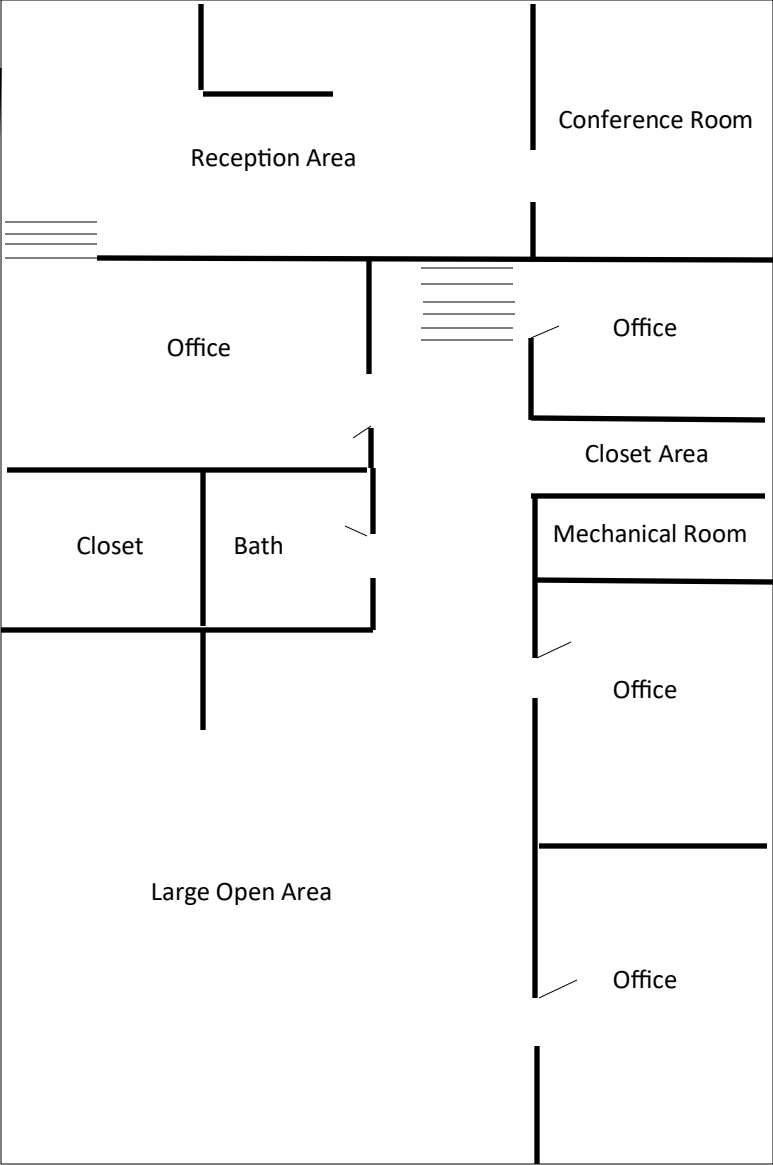 Conference Room
Reception Area
Office
Office
Closet Area
Mechanical Room
Closet
Bath
Office
Large Open Area
Office